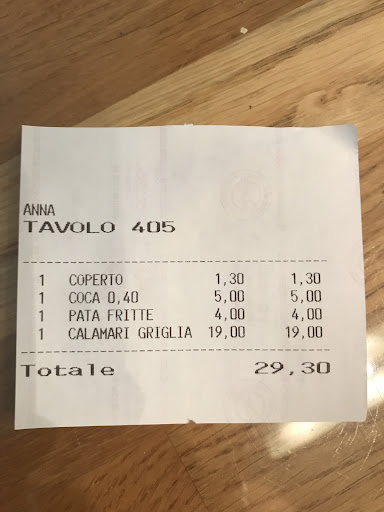 ANNA
TAVOLO 405
1 COPERTO 1,30 1,30
1 COCA 0,40 5,00 5,00
1 PATA FRITTE 4,00 4,00
1 CALAMARI GRIGLIA 19,00 19,00
Totale 29,30